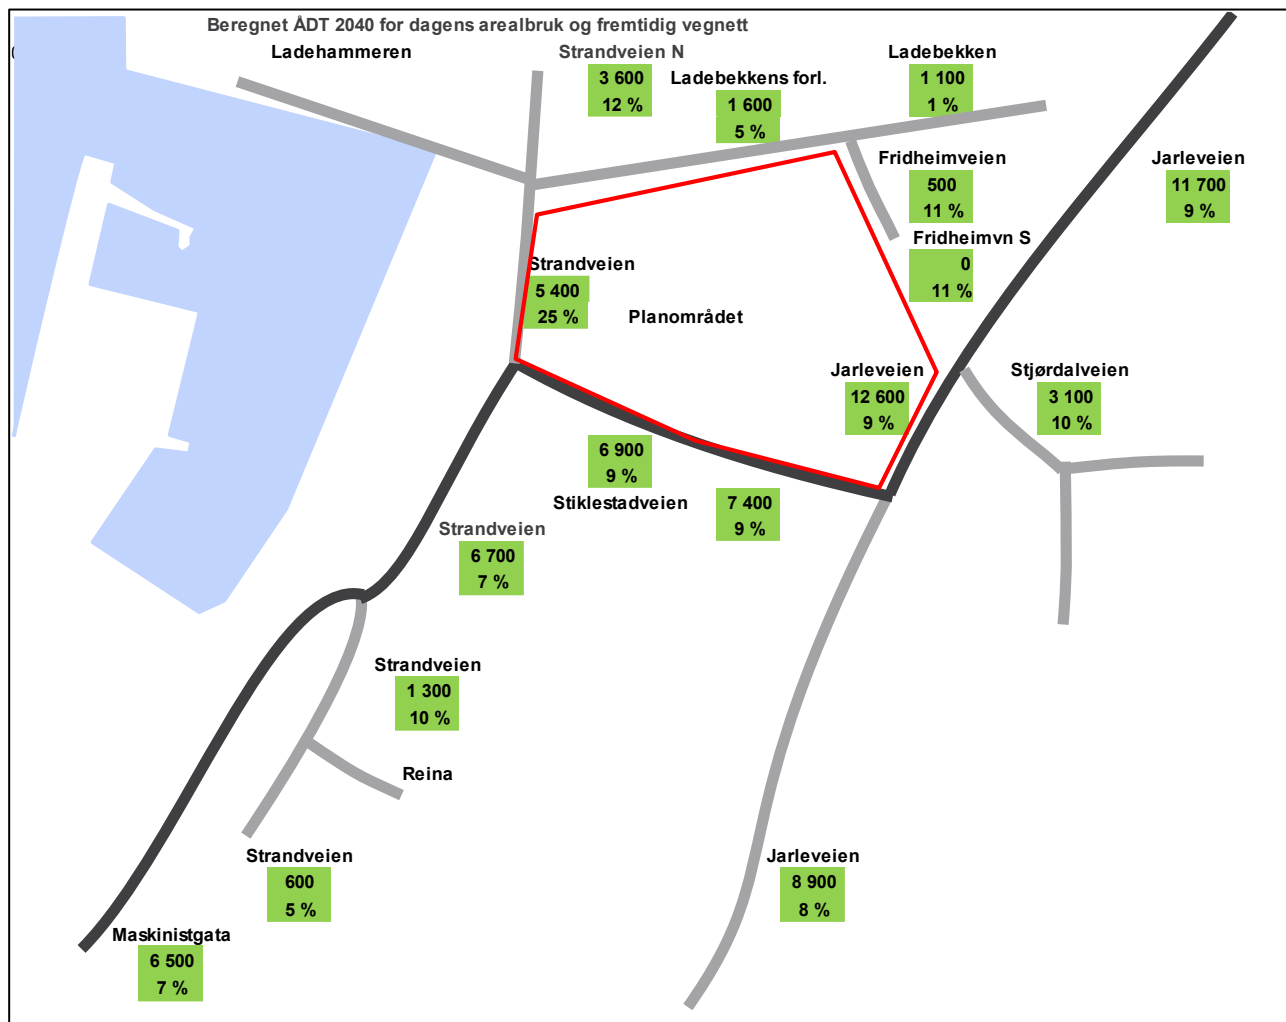 Beregnet ÅDT 2040 for dagens arealbruk og fremtidig vegnett
Ladehammeren
Strandveien N
3 600
12 %
Ladebekkens forl.
1 600
5 %
Ladebekken
1 100
1 %
Fridheimveien
500
11 %
Fridheimvn S
0
11 %
Jarleveien
11 700
9 %
Strandveien
5 400
25 %
Planområdet
Jarleveien
12 600
9 %
Stjørdalveien
3 100
10 %
6 900
9 %
Stiklestadveien
7 400
9 %
Strandveien
6 700
7 %
Strandveien
1 300
10 %
Reina
Strandveien
600
5 %
Jarleveien
8 900
8 %
Maskinistgata
6 500
7 %